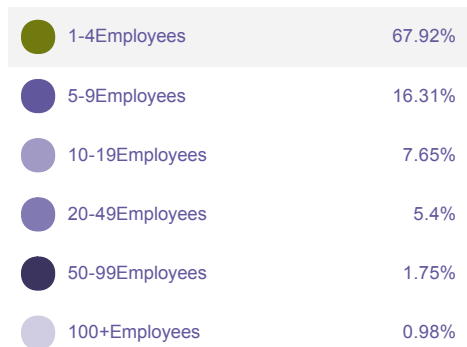 1-4Employees 67.92%
5-9Employees 16.31%
10-19Employees 7.65%
20-49Employees 5.4%
50-99Employees 1.75%
100+Employees 0.98%